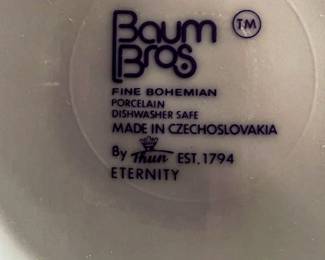 Baum TM
Bros
FINE BOHEMIAN
PORCELAIN
DISHWASHER SAFE
MADE IN CZECHOSLOVAKIA
By Thun EST. 1794
ETERNITY